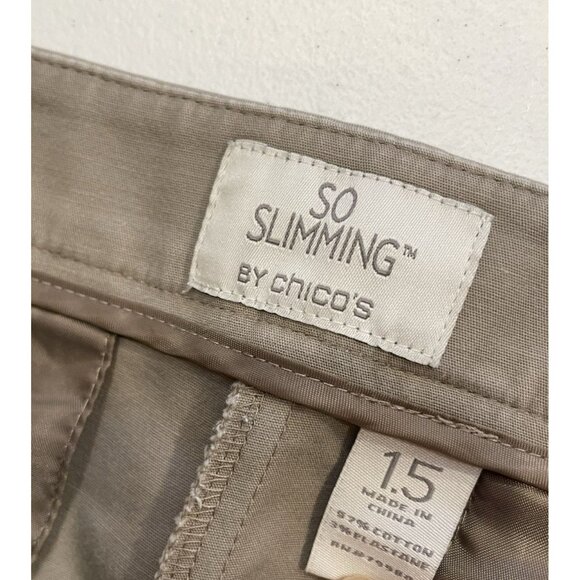 SO
SLIMMING™
BY chico's
1.5
MADE IN
CHINA
97% COTTON
3% ELASTANE